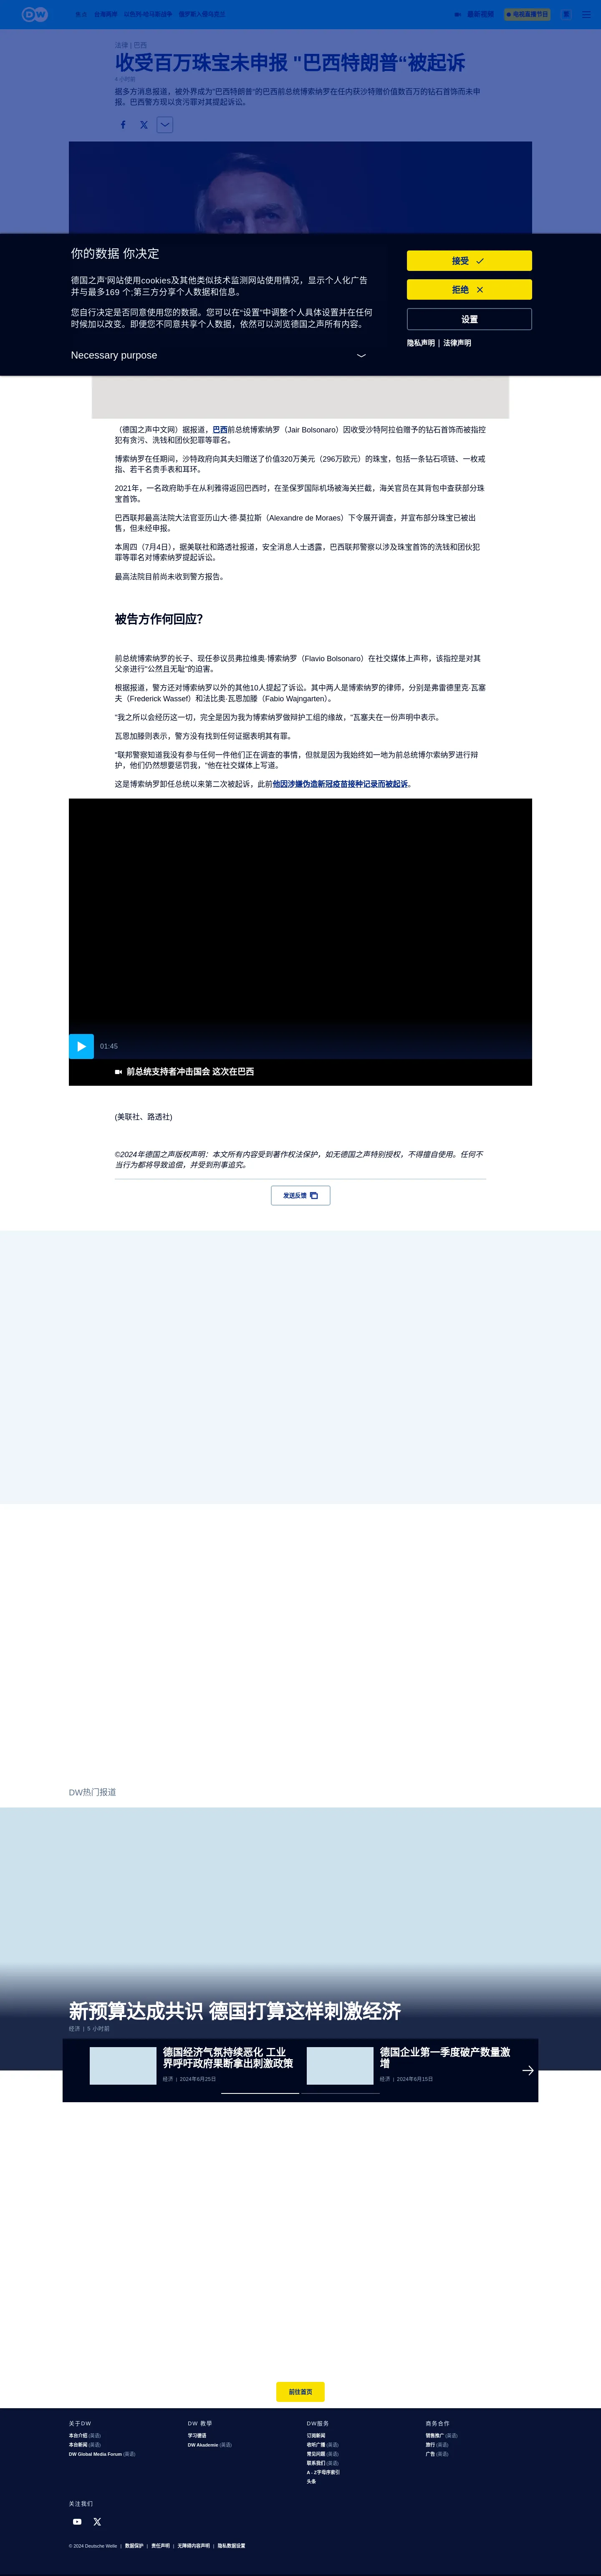 DW
焦点
台海两岸
以色列-哈马斯战争
俄罗斯入侵乌克兰
最新视频
电视直播节目
繁
法律 | 巴西
收受百万珠宝未申报 "巴西特朗普“被起诉
6 小时前
据多方消息报道，被外界成为"巴西特朗普"的巴西前总统博索纳罗在任内获沙特赠价值数百万的钻石首饰而未申报。巴西警方现以贪污罪对其提起诉讼。
你的数据 你决定
德国之声'网站使用cookies及其他类似技术监测网站使用情况，显示个人化广告并与最多169 个;第三方分享个人数据和信息。
您自行决定是否同意使用您的数据。您可以在“设置”中调整个人具体设置并在任何时候加以改变。即便您不同意共享个人数据，依然可以浏览德国之声所有内容。
Necessary purpose
接受
拒绝
设置
隐私声明 | 法律声明
（德国之声中文网）据报道，巴西前总统博索纳罗（Jair Bolsonaro）因收受沙特阿拉伯赠予的钻石首饰而被指控犯有贪污、洗钱和团伙犯罪等罪名。
博索纳罗在任期间，沙特政府向其夫妇赠送了价值320万美元（296万欧元）的珠宝，包括一条钻石项链、一枚戒指、若干名贵手表和耳环。
2021年，一名政府助手在从利雅得返回巴西时，在圣保罗国际机场被海关拦截，海关官员在其背包中查获部分珠宝首饰。
巴西联邦最高法院大法官亚历山大·德·莫拉斯（Alexandre de Moraes）下令展开调查，并宣布部分珠宝已被出售，但未经申报。
本周四（7月4日），据美联社和路透社报道，安全消息人士透露，巴西联邦警察以涉及珠宝首饰的洗钱和团伙犯罪等罪名对博索纳罗提起诉讼。
最高法院目前尚未收到警方报告。
被告方作何回应？
前总统博索纳罗的长子、现任参议员弗拉维奥·博索纳罗（Flavio Bolsonaro）在社交媒体上声称，该指控是对其父亲进行"公然且无耻"的迫害。
根据报道，警方还对博索纳罗以外的其他10人提起了诉讼。其中两人是博索纳罗的律师，分别是弗雷德里克·瓦塞夫（Frederick Wassef）和法比奥·瓦恩加滕（Fabio Wajngarten）。
"我之所以会经历这一切，完全是因为我为博索纳罗做辩护工组的缘故，"瓦塞夫在一份声明中表示。
瓦恩加滕则表示，警方没有找到任何证据表明其有罪。
"联邦警察知道我没有参与任何一件他们正在调查的事情，但就是因为我始终如一地为前总统博尔索纳罗进行辩护，他们仍然想要惩罚我，"他在社交媒体上写道。
这是博索纳罗卸任总统以来第二次被起诉，此前他因涉嫌伪造新冠疫苗接种记录而被起诉。
01:45
前总统支持者冲击国会 这次在巴西
(美联社、路透社)
©2024年德国之声版权声明：本文所有内容受到著作权法保护，如无德国之声特别授权，不得擅自使用。任何不当行为都将导致追偿，并受到刑事追究。
发送反馈
DW热门报道
新预算达成共识 德国打算这样刺激经济
经济 | 5 小时前
德国经济气氛持续恶化 工业界呼吁政府果断拿出刺激政策
经济 | 2024年6月25日
德国企业第一季度破产数量激增
经济 | 2024年6月15日
前往首页
关于DW
本台介绍 (英语)
本台新闻 (英语)
DW Global Media Forum (英语)
DW 教学
学习德语
DW Akademie (英语)
DW服务
订阅新闻
收听广播 (英语)
常见问题 (英语)
联系我们 (英语)
A - Z字母序索引
头条
商务合作
销售推广 (英语)
旅行 (英语)
广告 (英语)
关注我们
© 2024 Deutsche Welle | 数据保护 | 责任声明 | 无障碍内容声明 | 隐私数据设置